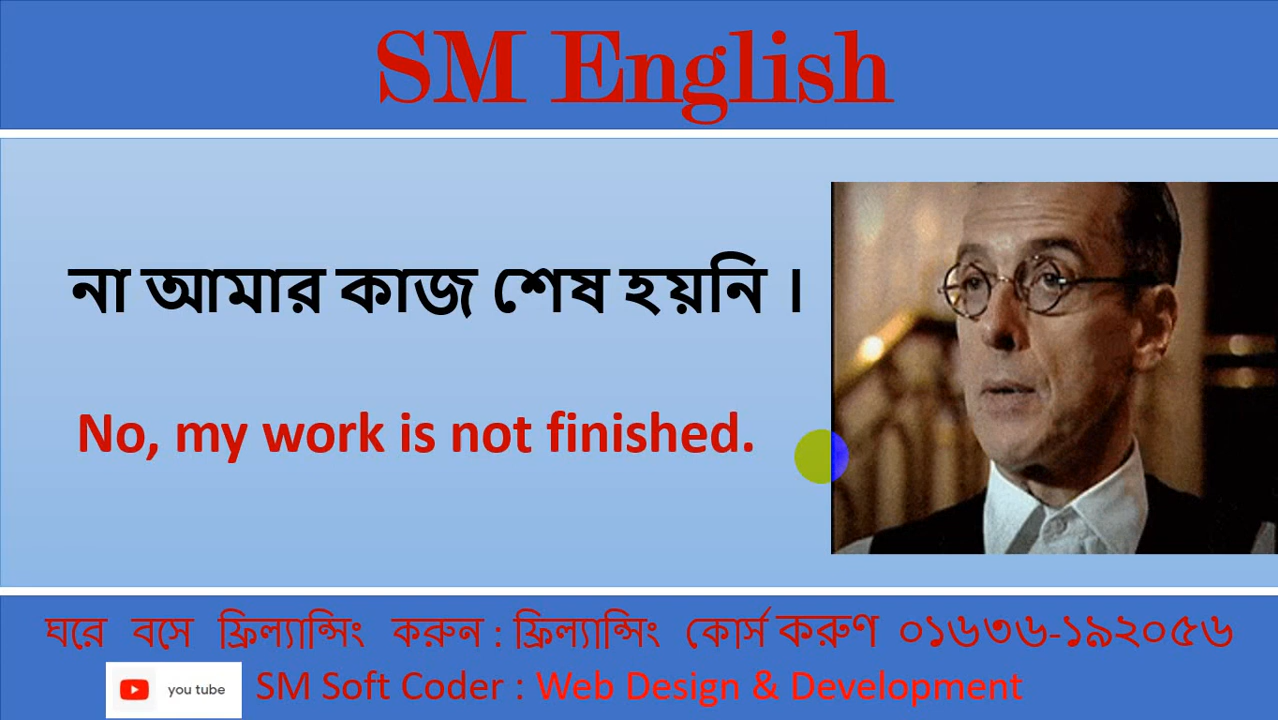 SM English
না আমার কাজ শেষ হয়নি ।
No, my work is not finished.
ঘরে বসে ফ্রিল্যান্সিং করুন : ফ্রিল্যান্সিং কোর্স করুণ ০১৬৩৬-১৯২০৫৬
you tube
SM Soft Coder : Web Design & Development